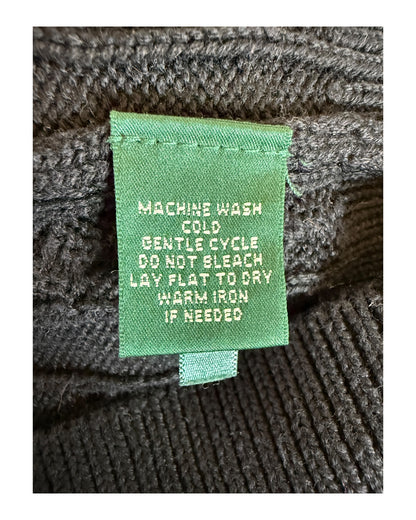 MACHINE WASH
COLD
GENTLE CYCLE
DO NOT BLEACH
LAY FLAT TO DRY
WARM IRON
IF NEEDED